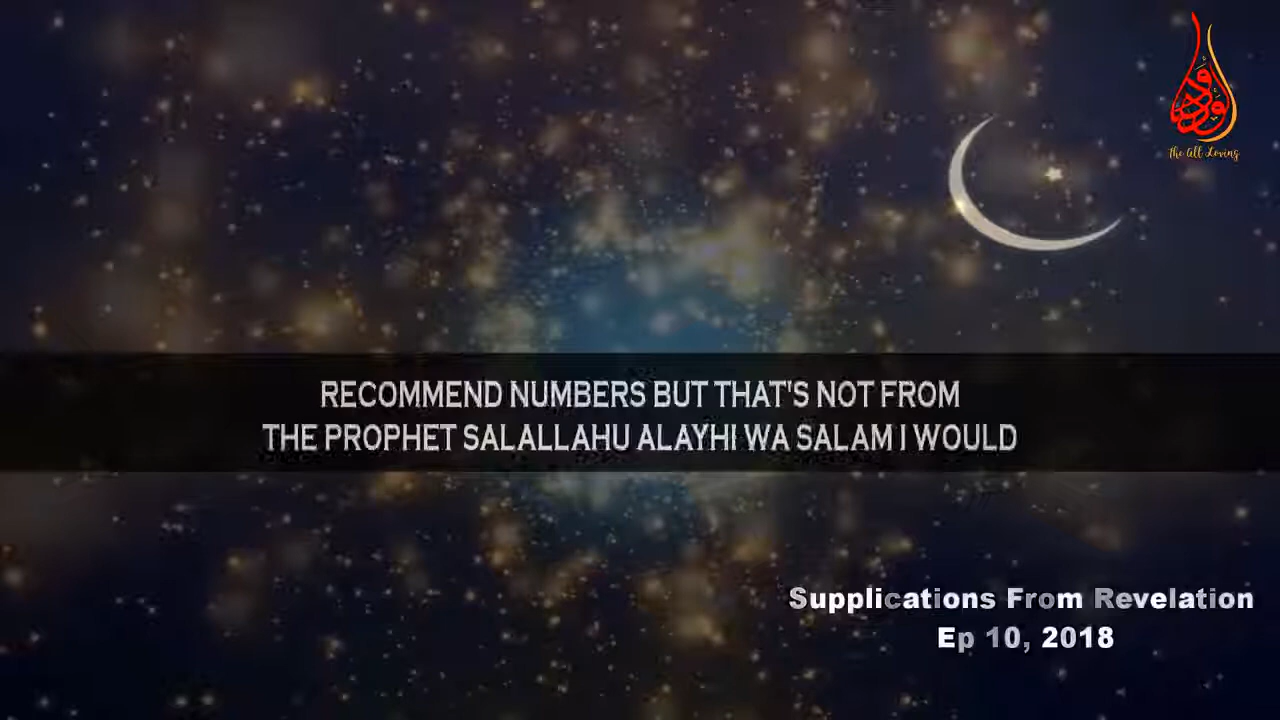 The All Loving
RECOMMEND NUMBERS BUT THAT'S NOT FROM
THE PROPHET SALALLAHU ALAYHI WA SALAM I WOULD
Supplications From Revelation
Ep 10, 2018